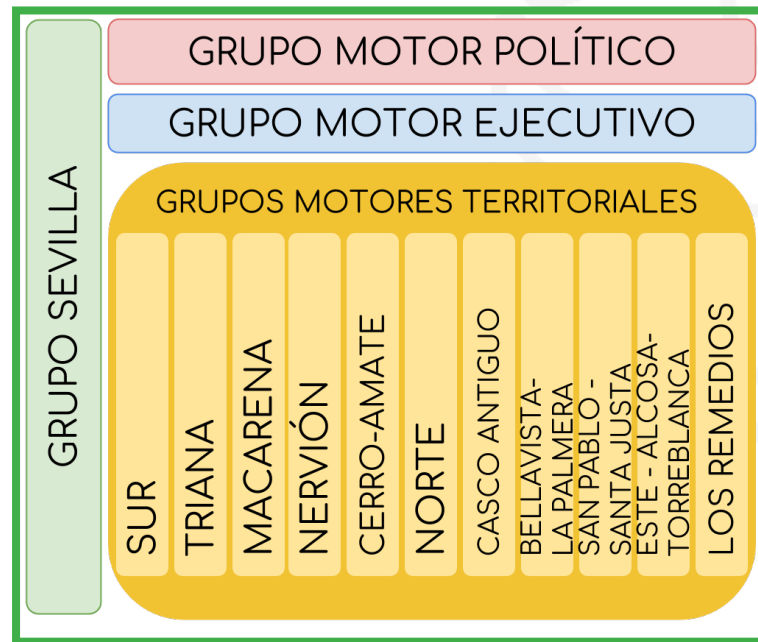 GRUPO SEVILLA
GRUPO MOTOR POLÍTICO
GRUPO MOTOR EJECUTIVO
GRUPOS MOTORES TERRITORIALES
SUR
TRIANA
MACARENA
NERVIÓN
CERRO-AMATE
NORTE
CASCO ANTIGUO
BELLAVISTA-
LA PALMERA
SAN PABLO -
SANTA JUSTA
ESTE - ALCOSA-
TORREBLANCA
LOS REMEDIOS